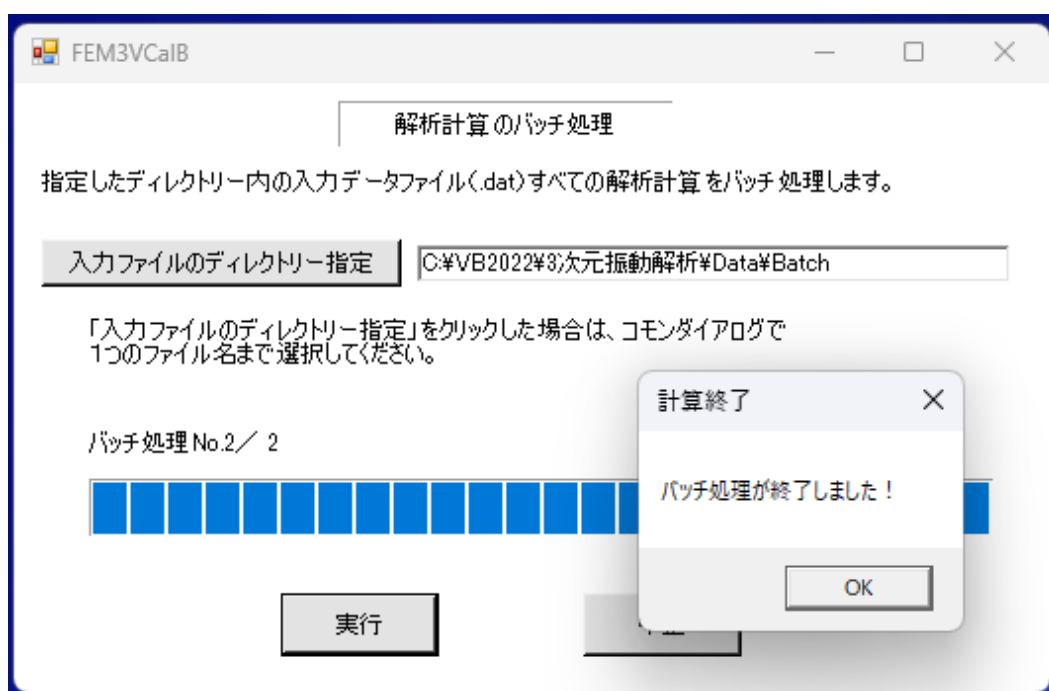 FEM3VCalB
解析計算のバッチ処理
指定したディレクトリー内の入力データファイル(.dat)すべての解析計算をバッチ処理します。
入力ファイルのディレクトリー指定
C:¥VB2022¥3次元振動解析¥Data¥Batch
「入力ファイルのディレクトリー指定」をクリックした場合は、コモンダイアログで
1つのファイル名まで選択してください。
計算終了
バッチ処理No.2／ 2
バッチ処理が終了しました！
OK
実行